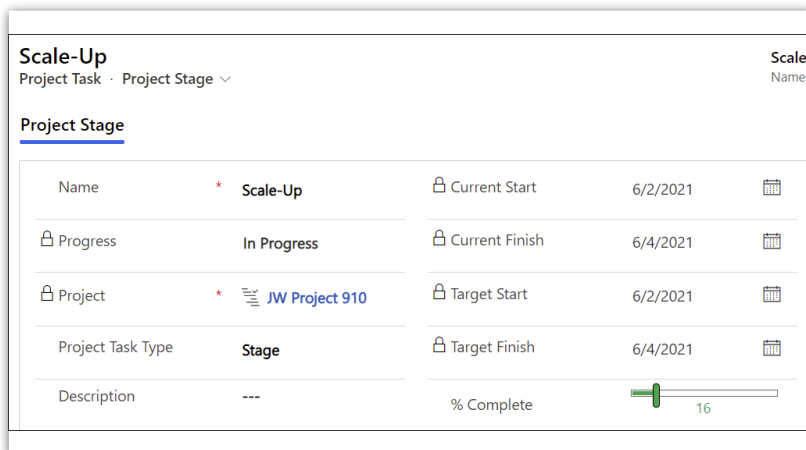 Scale-Up
Scale
Project Task · Project Stage
Name
Project Stage
Name * Scale-Up
Current Start 6/2/2021
Progress In Progress
Current Finish 6/4/2021
Project * JW Project 910
Target Start 6/2/2021
Project Task Type Stage
Target Finish 6/4/2021
Description ---
% Complete 16